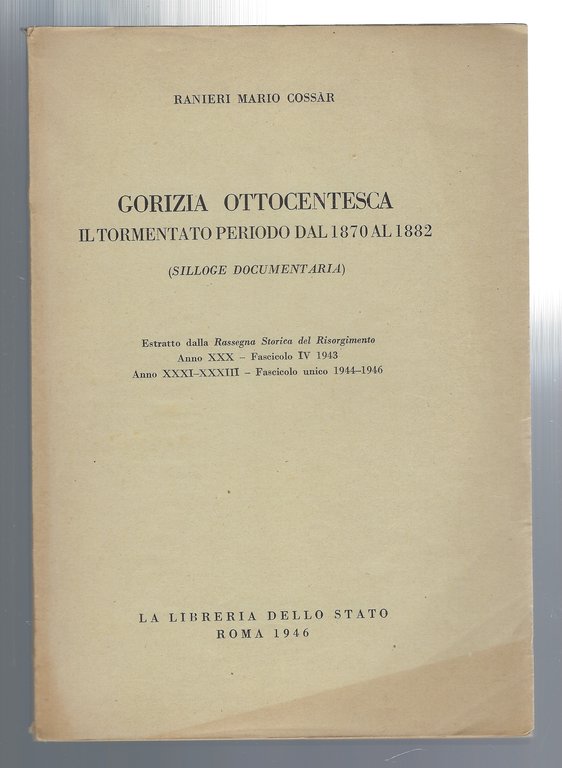 RANIERI MARIO COSSÀR
GORIZIA OTTOCENTESCA
IL TORMENTATO PERIODO DAL 1870 AL 1882
(SILLOGE DOCUMENTARIA)
Estratto dalla Rassegna Storica del Risorgimento
Anno XXX – Fascicolo IV 1943
Anno XXXI–XXXIII – Fascicolo unico 1944–1946
LA LIBRERIA DELLO STATO
ROMA 1946